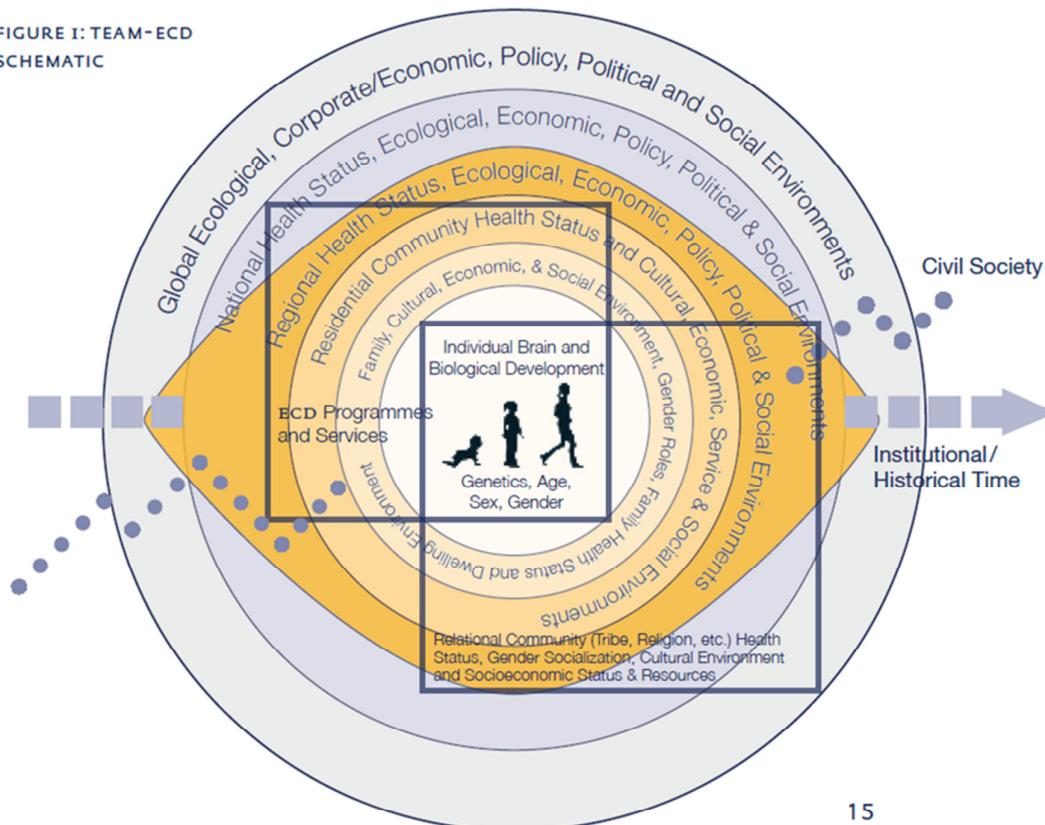 FIGURE 1: TEAM-ECD
SCHEMATIC
Global Ecological, Corporate/Economic, Policy, Political and Social Environments
National Health Status, Ecological, Economic, Policy, Political & Social Environments
Regional Health Status, Ecological, Economic, Policy, Political & Social Environments
Residential Community Health Status and Cultural, Economic, Service & Social Environments
Family, Cultural, Economic, & Social Environment, Gender Roles, Family Health Status and Dwelling Environment
Civil Society
Individual Brain and
Biological Development
ECD Programmes
and Services
Genetics, Age,
Sex, Gender
Institutional/
Historical Time
Relational Community (Tribe, Religion, etc.) Health
Status, Gender Socialization, Cultural Environment
and Socioeconomic Status & Resources
15